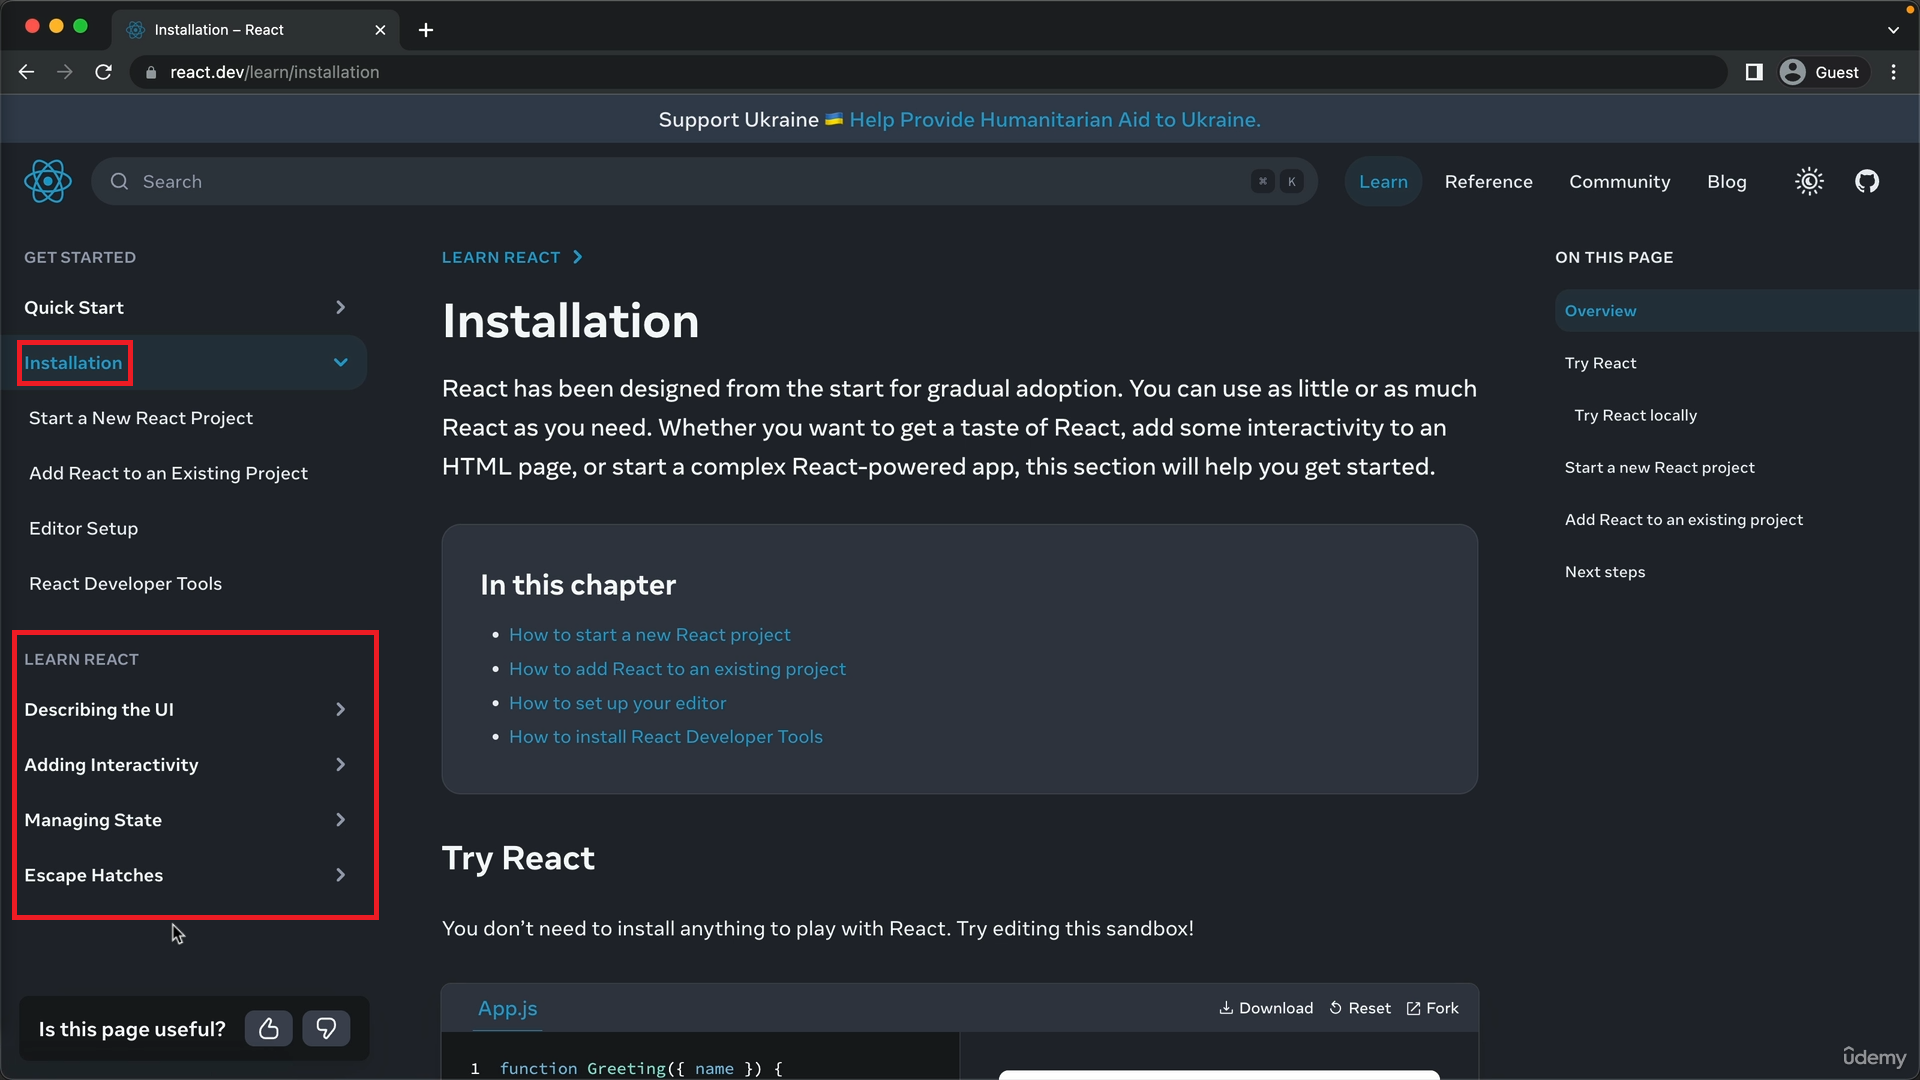 Installation – React
react.dev/learn/installation
Guest
Support Ukraine 🇺🇦 Help Provide Humanitarian Aid to Ukraine.
Search
⌘ K
Learn
Reference
Community
Blog
GET STARTED
Quick Start
Installation
Start a New React Project
Add React to an Existing Project
Editor Setup
React Developer Tools
LEARN REACT
Describing the UI
Adding Interactivity
Managing State
Escape Hatches
Is this page useful?
LEARN REACT
Installation
React has been designed from the start for gradual adoption. You can use as little or as much
React as you need. Whether you want to get a taste of React, add some interactivity to an
HTML page, or start a complex React-powered app, this section will help you get started.
In this chapter
• How to start a new React project
• How to add React to an existing project
• How to set up your editor
• How to install React Developer Tools
Try React
You don’t need to install anything to play with React. Try editing this sandbox!
App.js
Download
Reset
Fork
1 function Greeting({ name }) {
ON THIS PAGE
Overview
Try React
Try React locally
Start a new React project
Add React to an existing project
Next steps
ûdemy